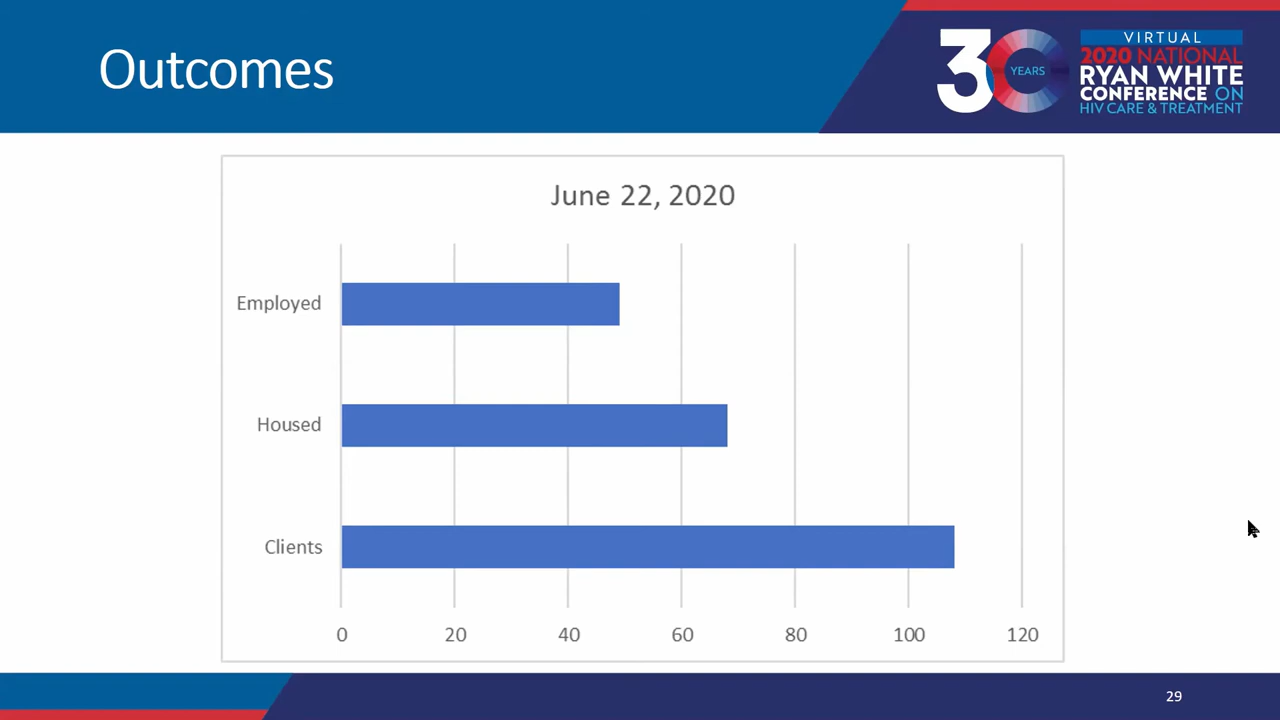 Outcomes
30
YEARS
VIRTUAL
2020 NATIONAL
RYAN WHITE
CONFERENCE ON
HIV CARE & TREATMENT
June 22, 2020
Employed
Housed
Clients
0 20 40 60 80 100 120
29